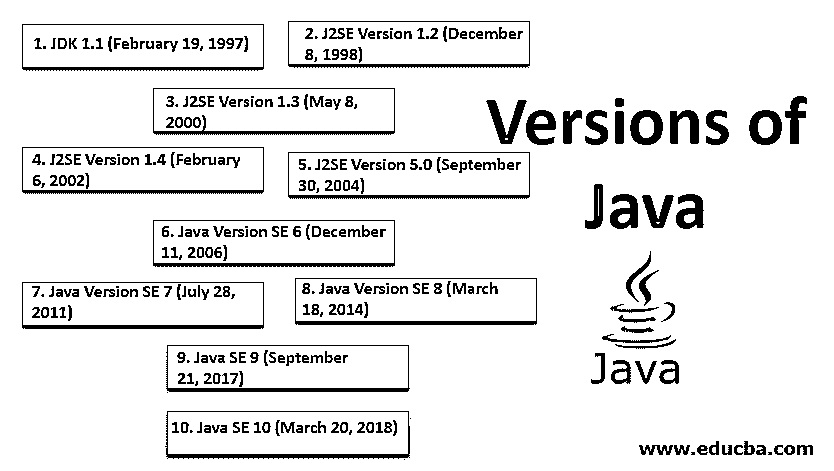 1. JDK 1.1 (February 19, 1997)
2. J2SE Version 1.2 (December
8, 1998)
3. J2SE Version 1.3 (May 8,
2000)
Versions of
Java
4. J2SE Version 1.4 (February
6, 2002)
5. J2SE Version 5.0 (September
30, 2004)
6. Java Version SE 6 (December
11, 2006)
7. Java Version SE 7 (July 28,
2011)
8. Java Version SE 8 (March
18, 2014)
9. Java SE 9 (September
21, 2017)
10. Java SE 10 (March 20, 2018)
Java
www.educba.com